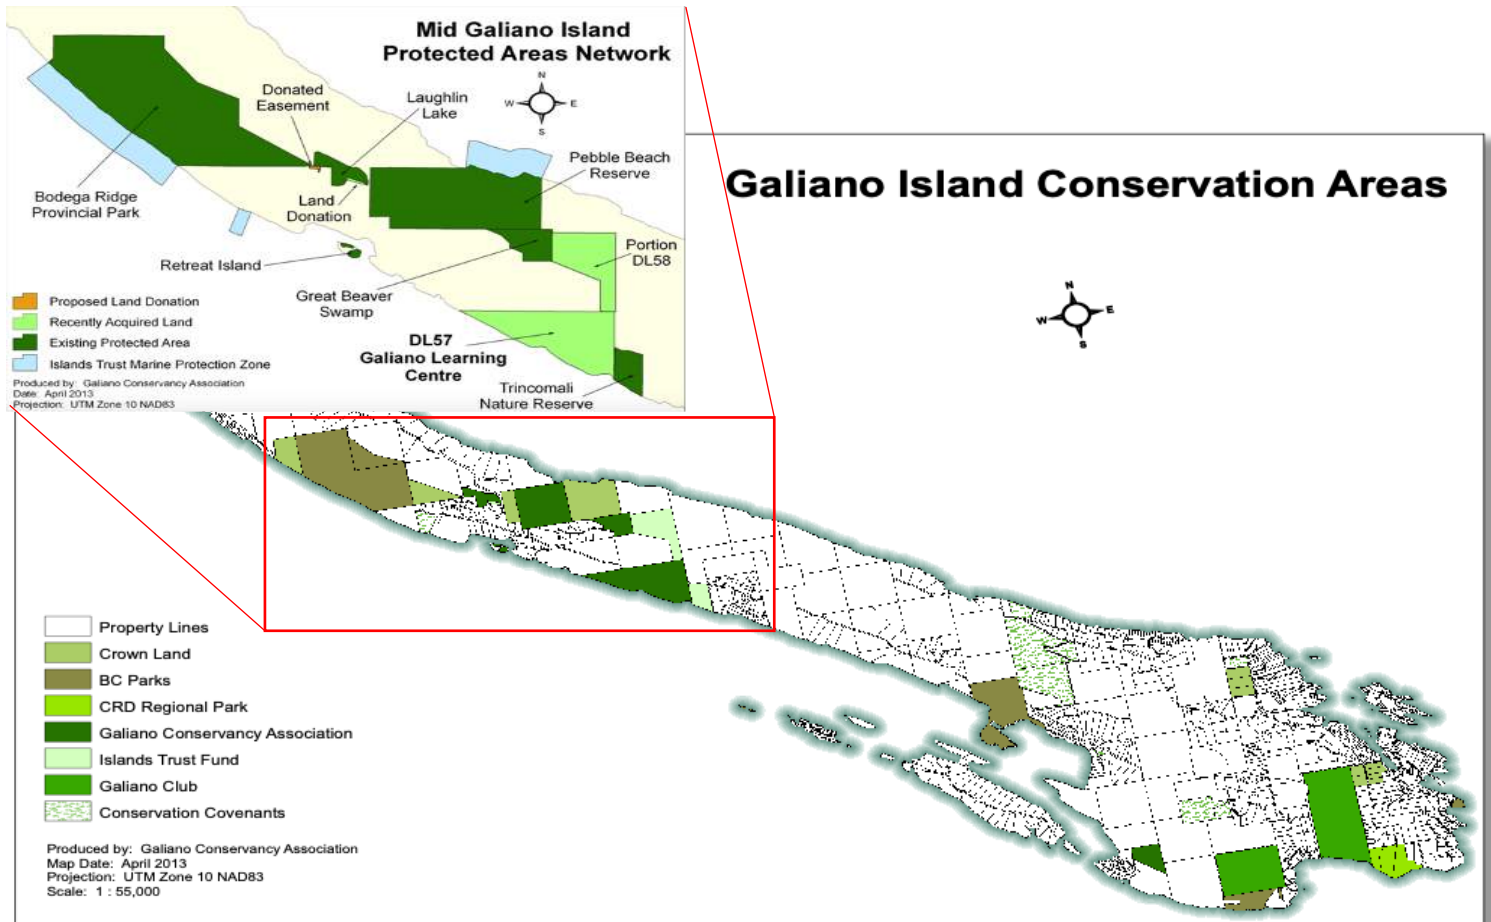 Mid Galiano Island
Protected Areas Network
N
W
E
S
Donated
Easement
Laughlin
Lake
Pebble Beach
Reserve
Bodega Ridge
Provincial Park
Land
Donation
Portion
DL58
Retreat Island
Great Beaver
Swamp
DL57
Galiano Learning
Centre
Trincomali
Nature Reserve
Proposed Land Donation
Recently Acquired Land
Existing Protected Area
Islands Trust Marine Protection Zone
Produced by: Galiano Conservancy Association
Date: April 2013
Projection: UTM Zone 10 NAD83
Galiano Island Conservation Areas
N
W
E
S
Property Lines
Crown Land
BC Parks
CRD Regional Park
Galiano Conservancy Association
Islands Trust Fund
Galiano Club
Conservation Covenants
Produced by: Galiano Conservancy Association
Map Date: April 2013
Projection: UTM Zone 10 NAD83
Scale: 1 : 55,000